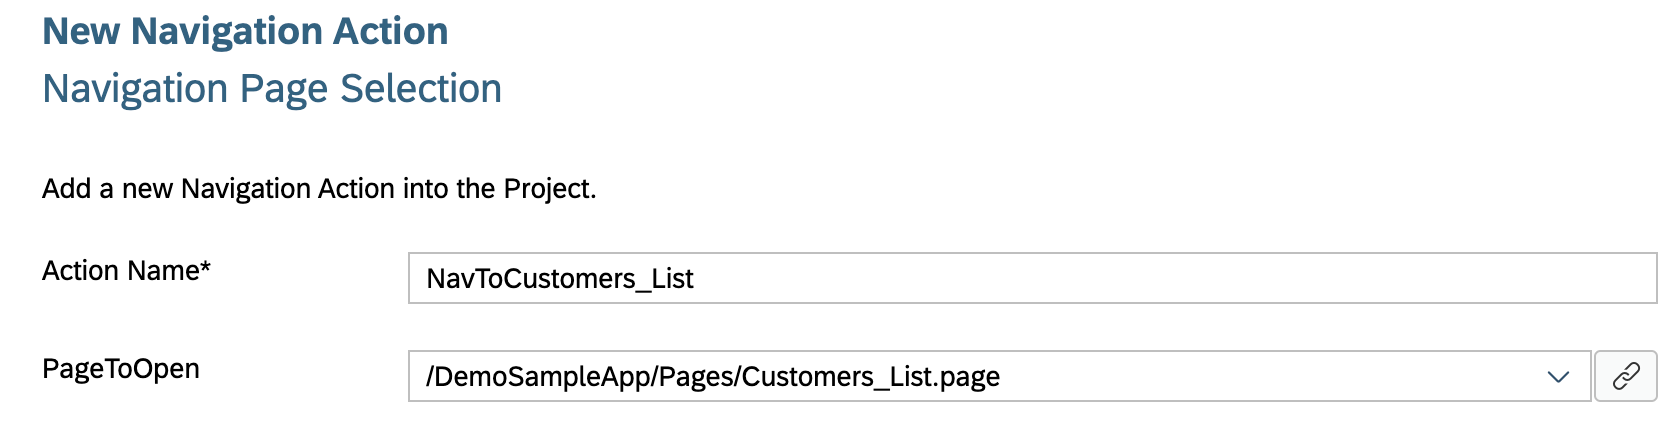 New Navigation Action
Navigation Page Selection
Add a new Navigation Action into the Project.
Action Name*
NavToCustomers_List
PageToOpen
/DemoSampleApp/Pages/Customers_List.page